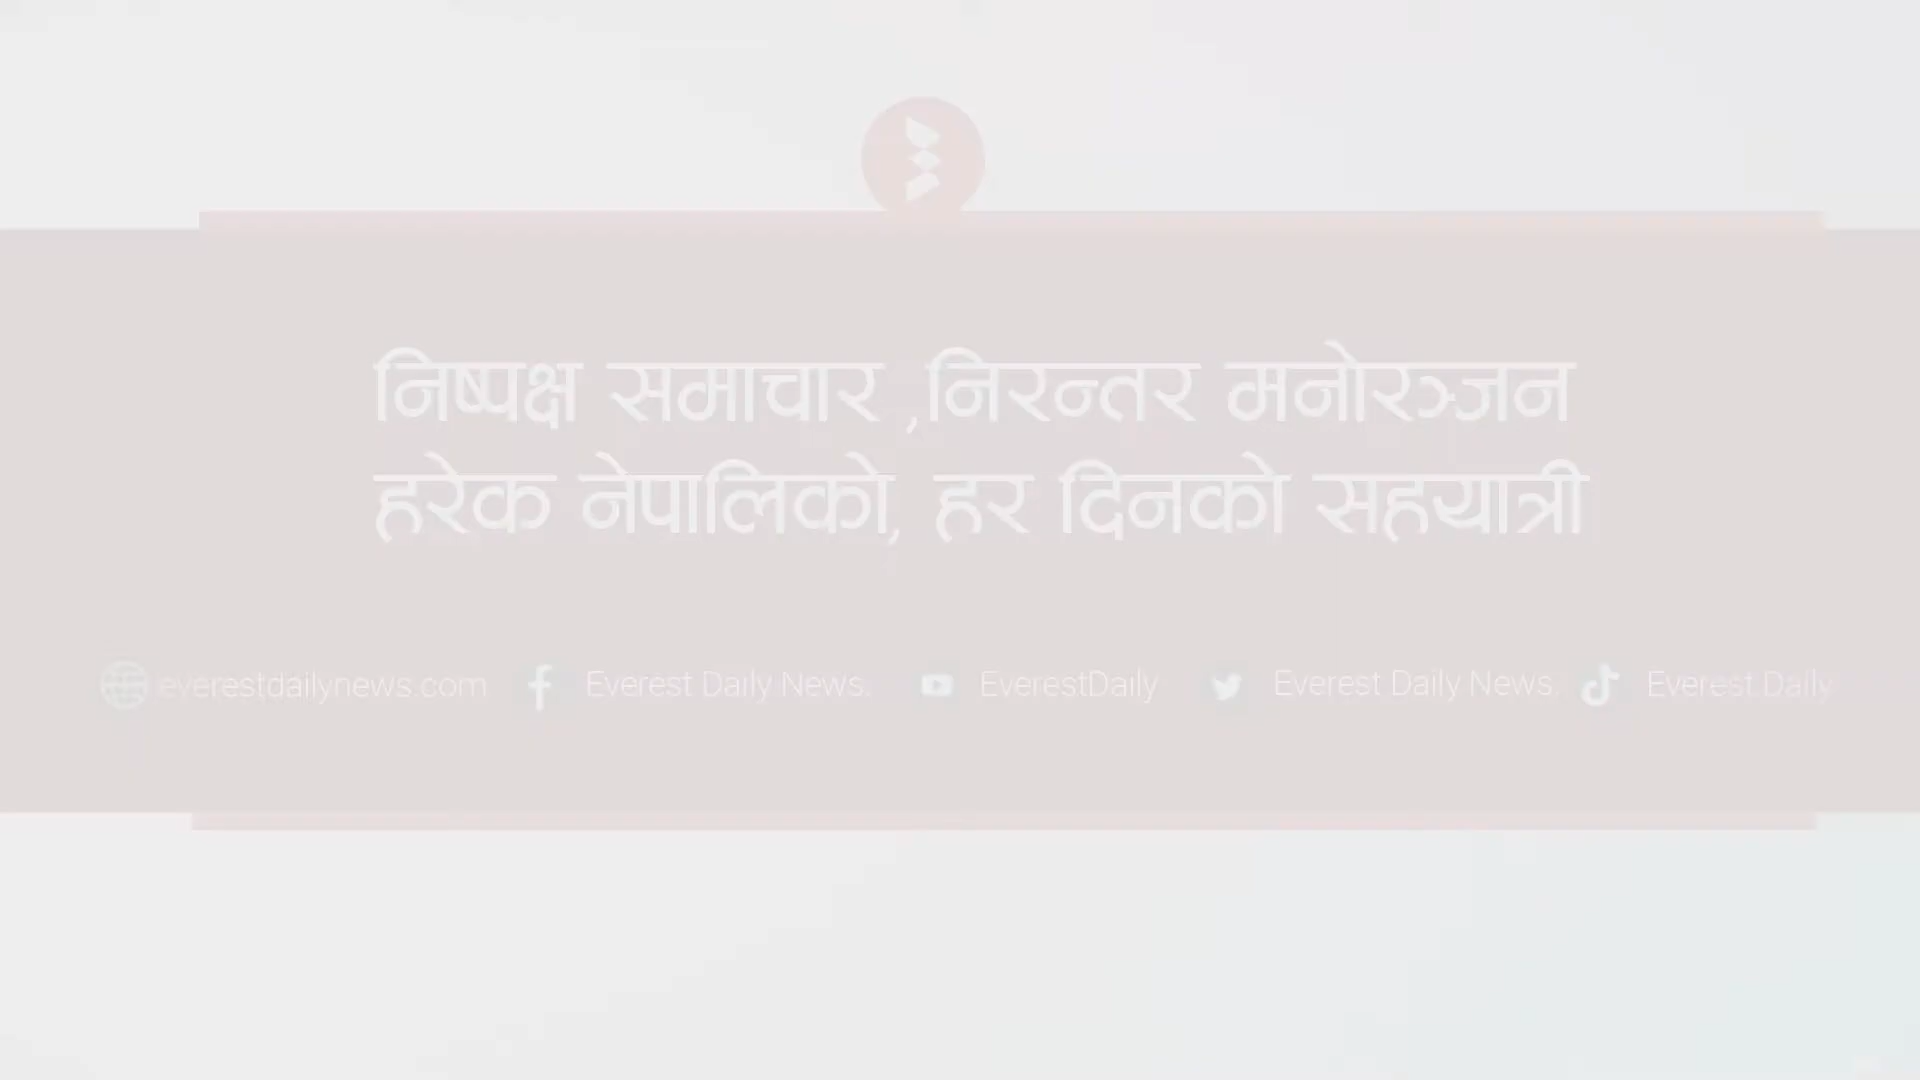 निष्पक्ष समाचार ,निरन्तर मनोरञ्जन
हरेक नेपालिको, हर दिनको सहयात्री
everestdailynews.com Everest Daily News. EverestDaily Everest Daily News. Everest.Daily